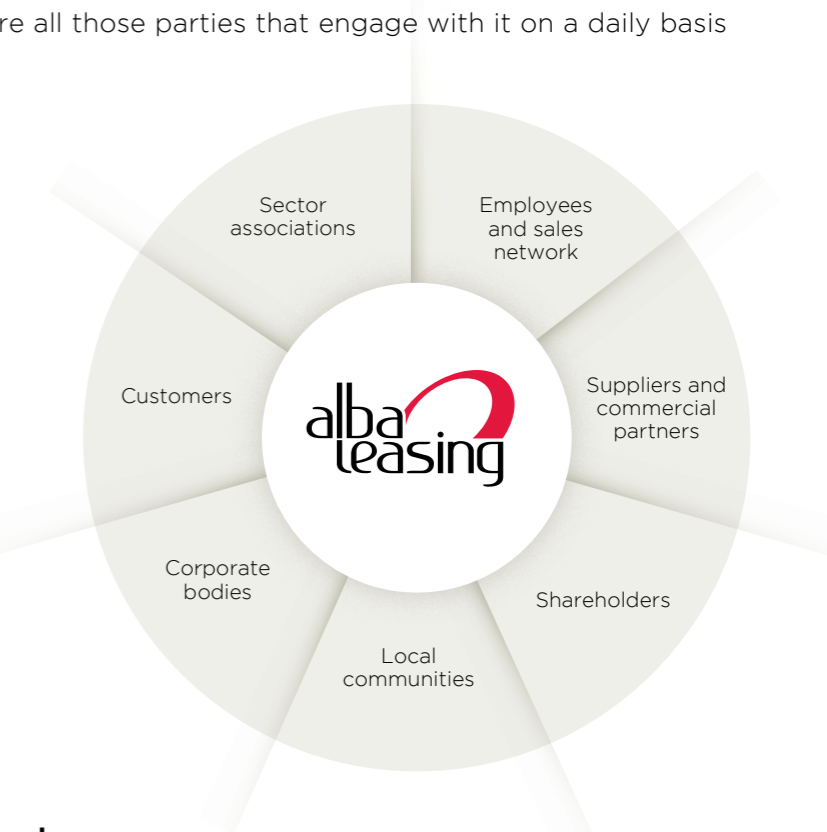 re all those parties that engage with it on a daily basis
Sector
associations
Employees
and sales
network
Customers
alba
leasing
Suppliers and
commercial
partners
Corporate
bodies
Shareholders
Local
communities